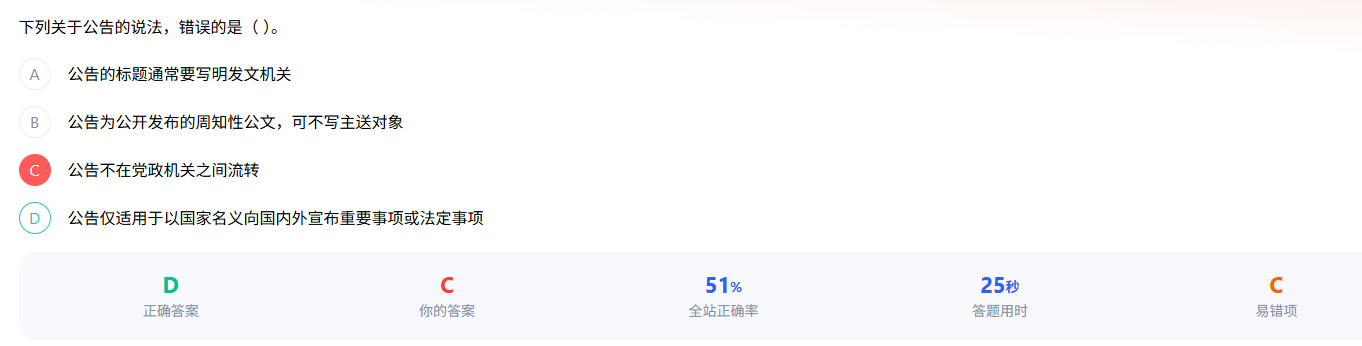 下列关于公告的说法，错误的是（ ）。
A 公告的标题通常要写明发文机关
B 公告为公开发布的周知性公文，可不写主送对象
C 公告不在党政机关之间流转
D 公告仅适用于以国家名义向国内外宣布重要事项或法定事项
D C 51% 25秒 C
正确答案 你的答案 全站正确率 答题用时 易错项